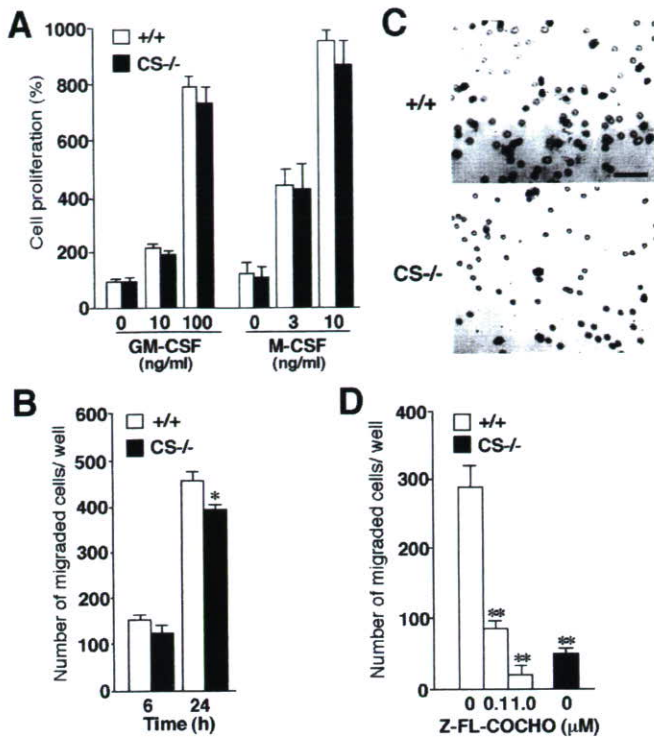 A
+/+
CS-/-
Cell proliferation (%)
1000
800
600
400
200
0
0 10 100 0 3 10
GM-CSF M-CSF
(ng/ml) (ng/ml)
C
+/+
CS-/-
B
+/+
CS-/-
Number of migraded cells/ well
600
500
400
300
200
100
0
*
6 24
Time (h)
D
+/+
CS-/-
Number of migraded cells/ well
400
300
200
100
0
** ** **
0 0.11.0 0
Z-FL-COCHO (μM)